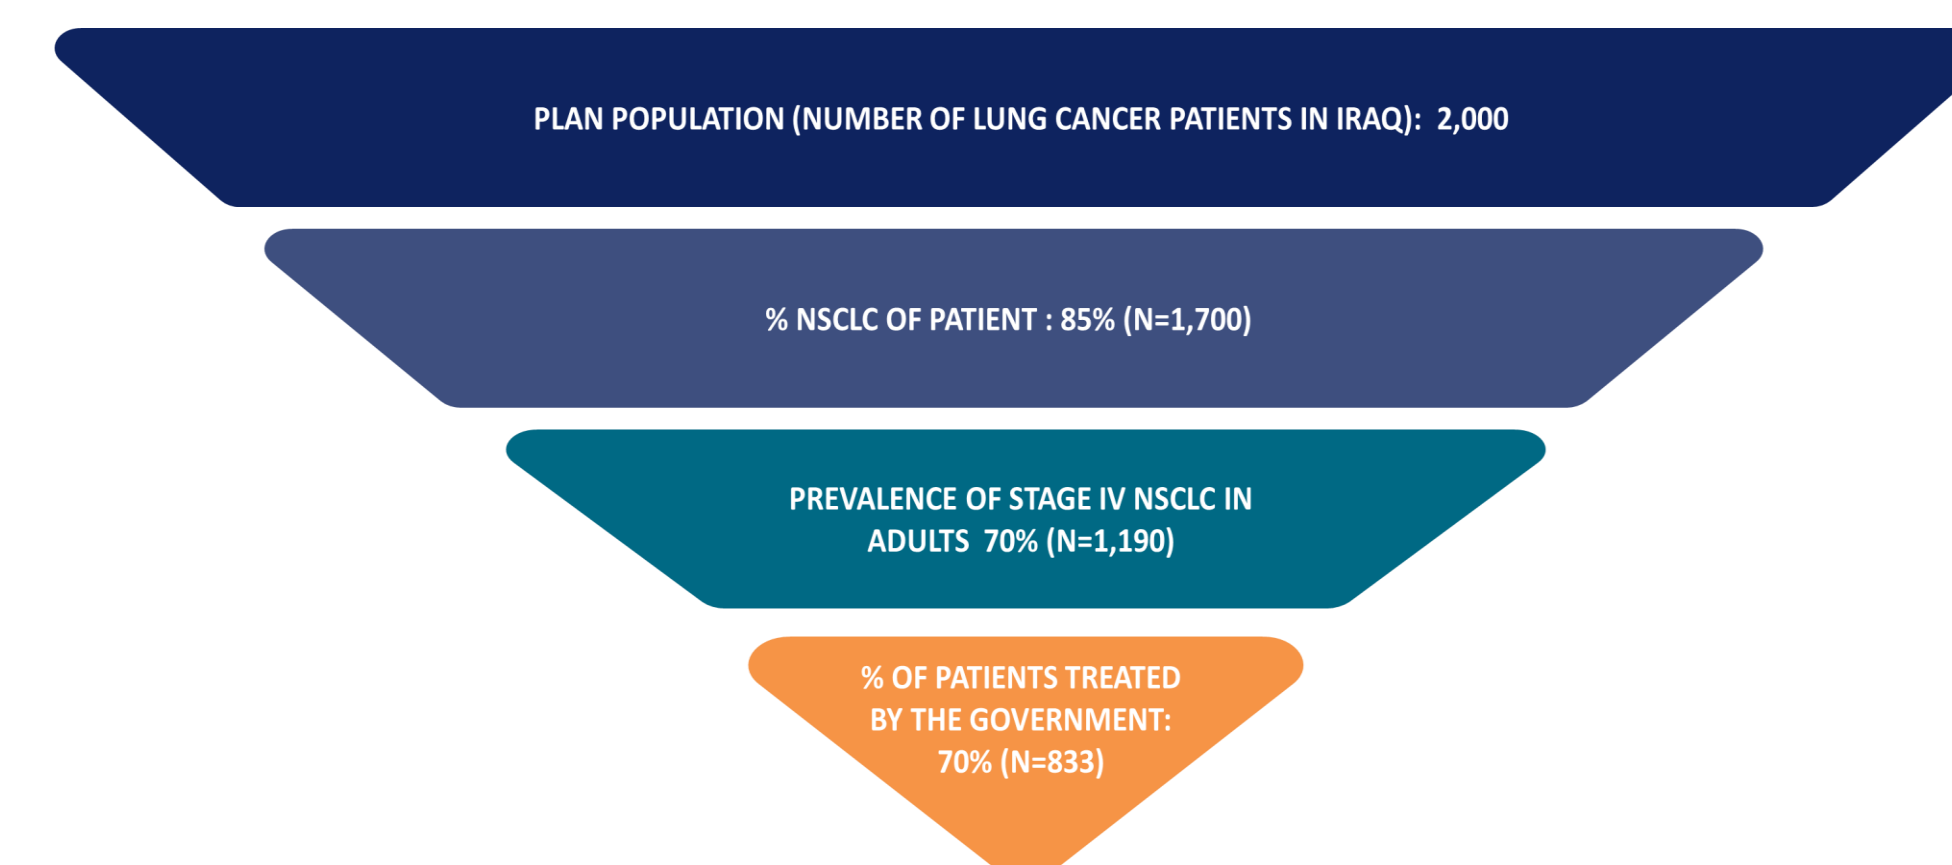 PLAN POPULATION (NUMBER OF LUNG CANCER PATIENTS IN IRAQ): 2,000
% NSCLC OF PATIENT : 85% (N=1,700)
PREVALENCE OF STAGE IV NSCLC IN
ADULTS 70% (N=1,190)
% OF PATIENTS TREATED
BY THE GOVERNMENT:
70% (N=833)